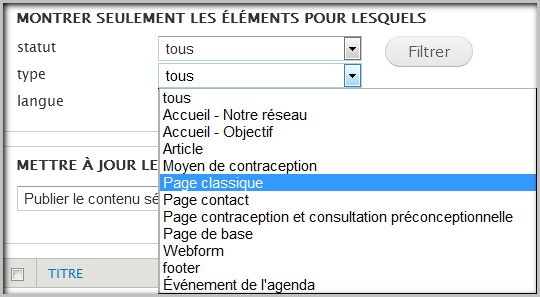 MONTRER SEULEMENT LES ÉLÉMENTS POUR LESQUELS
statut tous Filtrer
type tous
langue
tous
Accueil - Notre réseau
Accueil - Objectif
Article
Moyen de contraception
Page classique
Page contact
Page contraception et consultation préconceptionnelle
Page de base
Webform
footer
Événement de l'agenda
METTRE À JOUR LE
Publier le contenu sé
TITRE